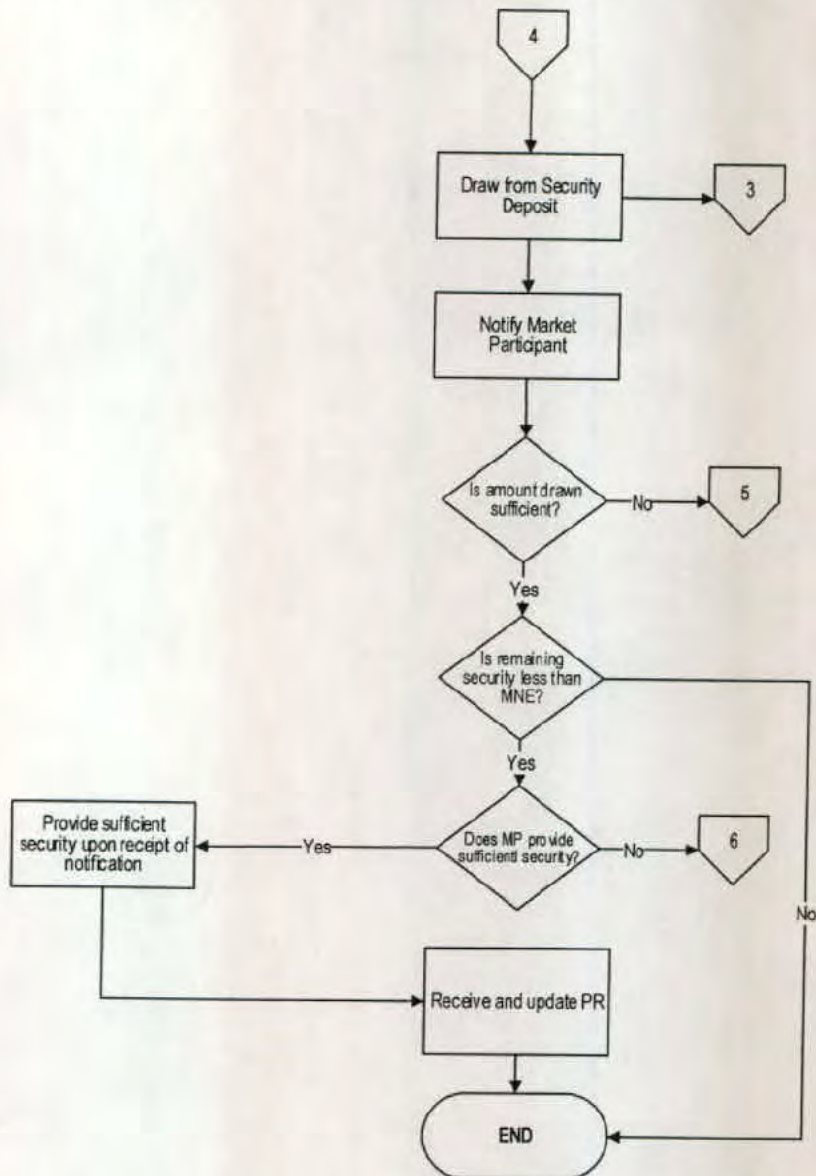 4
Draw from Security
Deposit
3
Notify Market
Participant
Is amount drawn
sufficient?
No
5
Yes
Is remaining
security less than
MNE?
Yes
Provide sufficient
security upon receipt of
notification
Yes
Does MP provide
sufficient security?
No
6
No
Receive and update PR
END